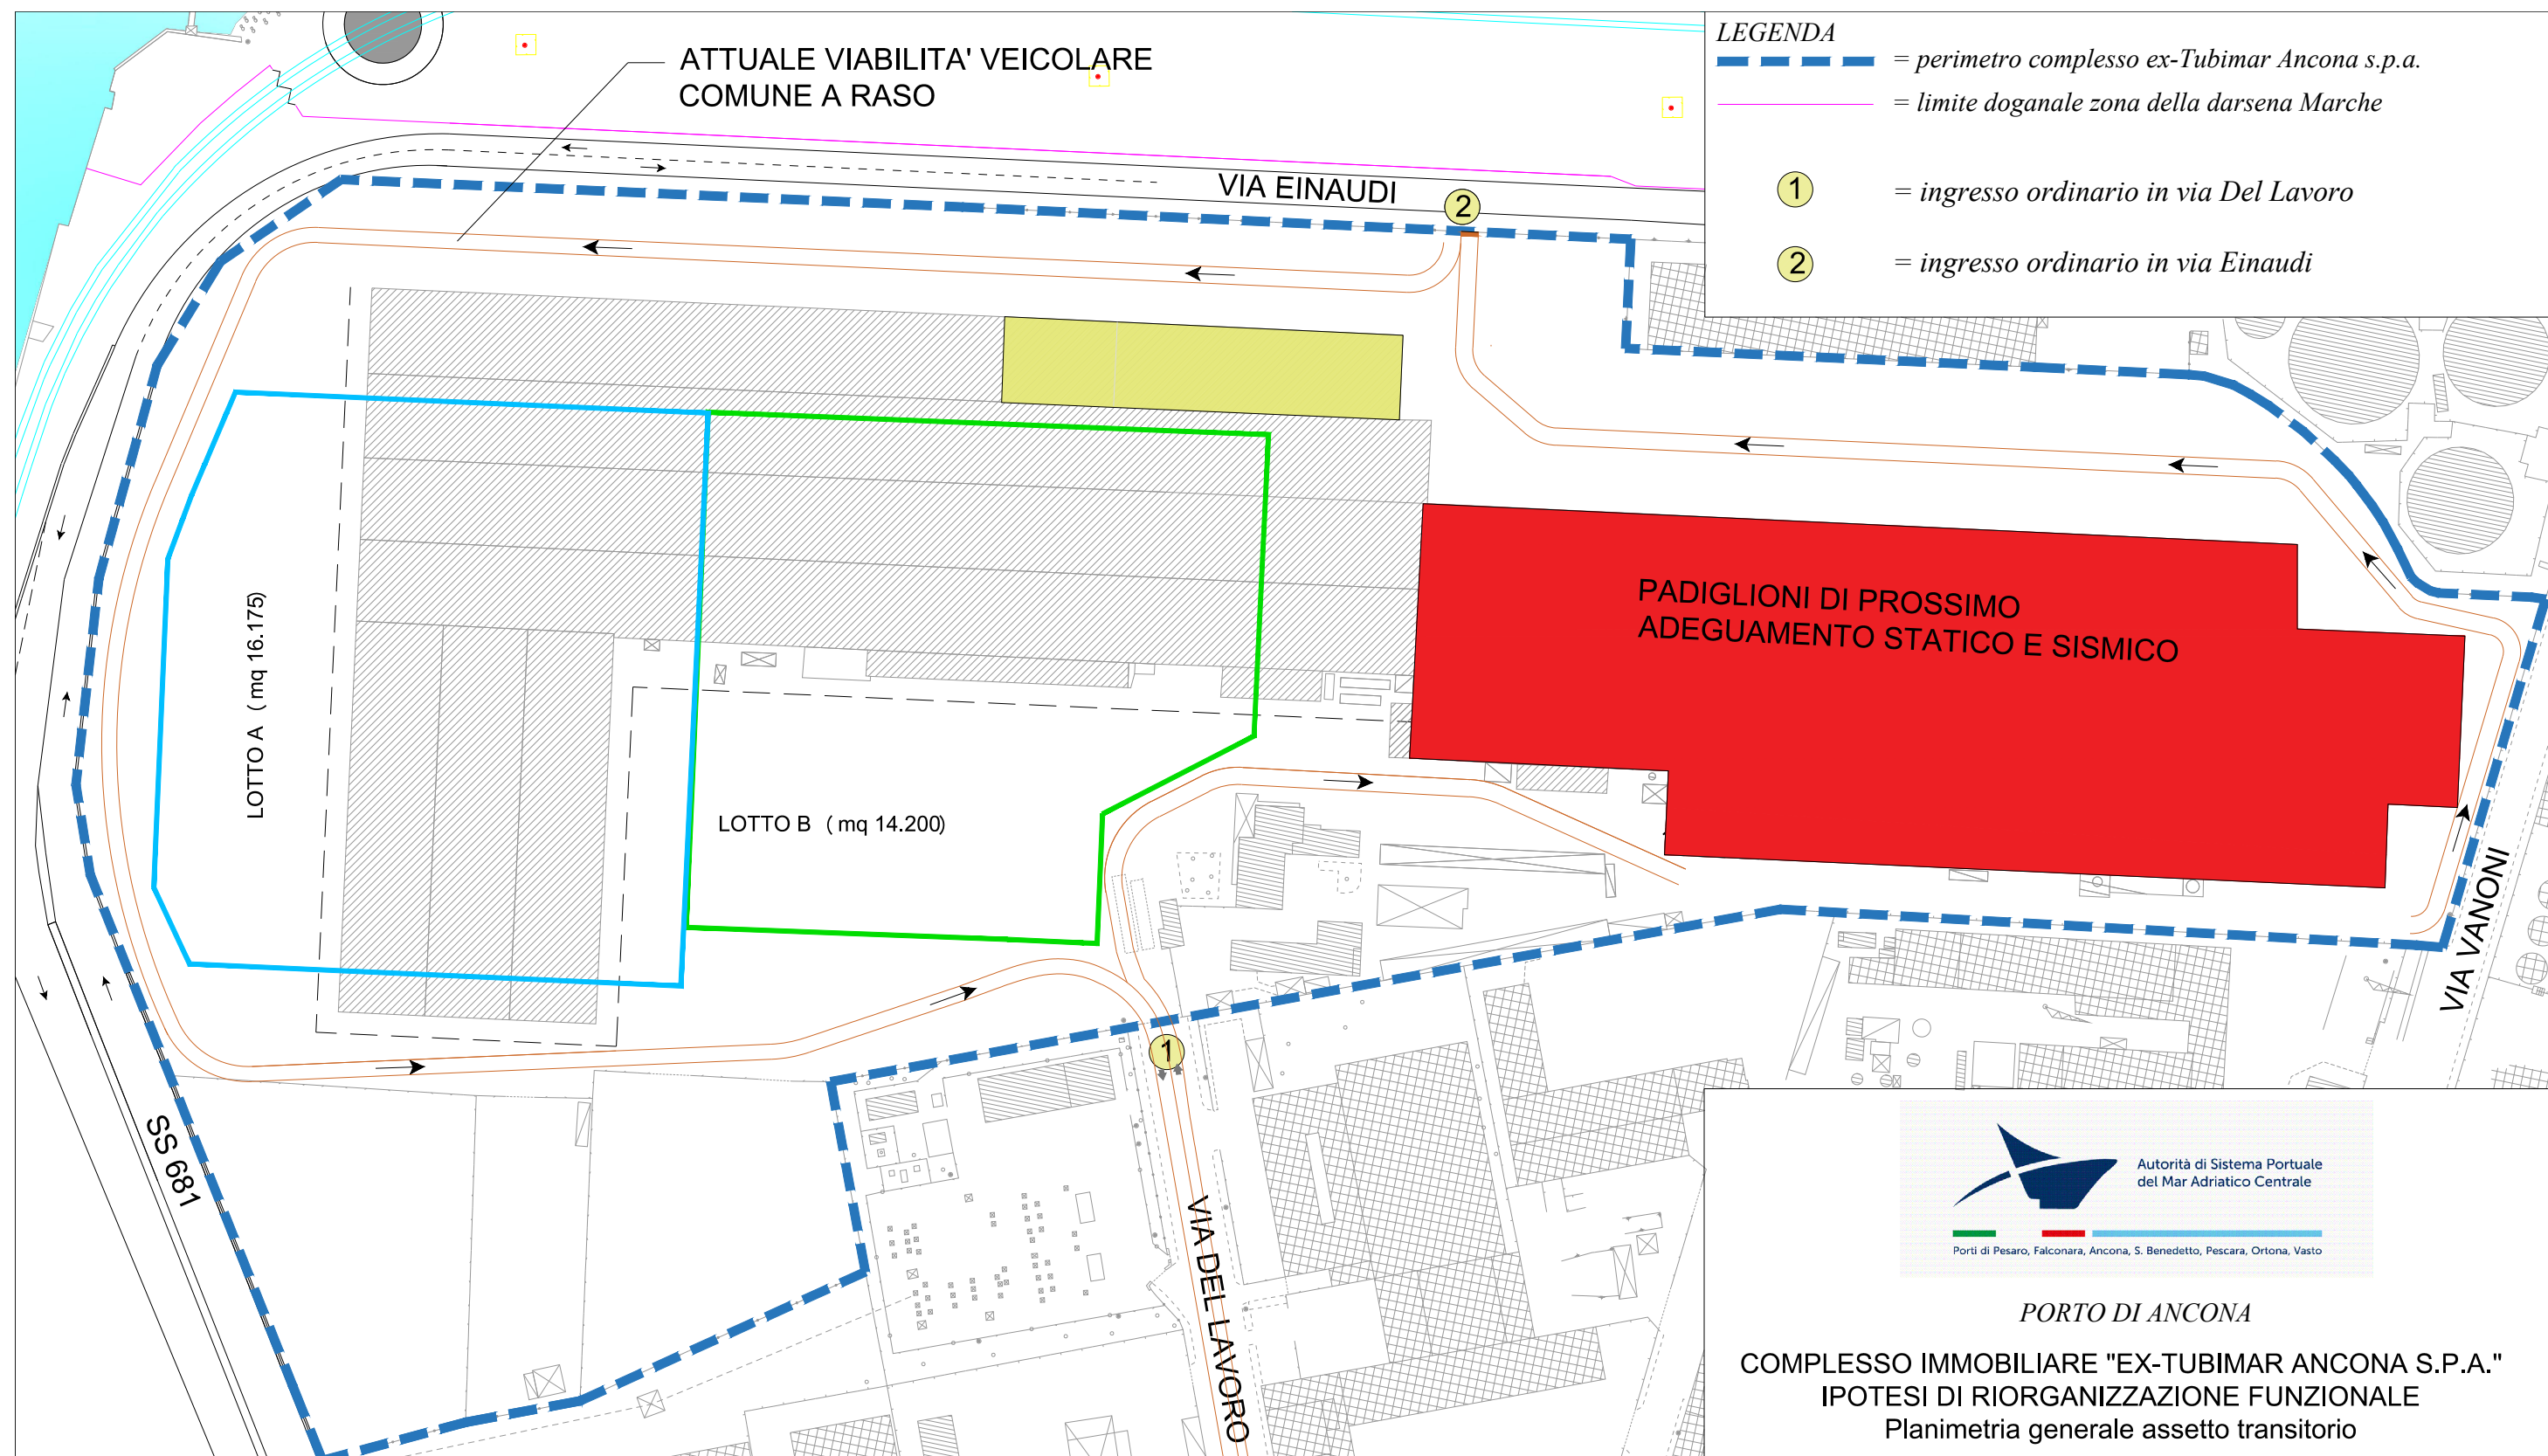 ATTUALE VIABILITA' VEICOLARE
COMUNE A RASO
LEGENDA
= perimetro complesso ex-Tubimar Ancona s.p.a.
= limite doganale zona della darsena Marche
1 = ingresso ordinario in via Del Lavoro
2 = ingresso ordinario in via Einaudi
VIA EINAUDI
2
PADIGLIONI DI PROSSIMO
ADEGUAMENTO STATICO E SISMICO
LOTTO A ( mq 16.175)
LOTTO B ( mq 14.200)
VIA VANONI
1
SS 681
VIA DEL LAVORO
Autorità di Sistema Portuale
del Mar Adriatico Centrale
Porti di Pesaro, Falconara, Ancona, S. Benedetto, Pescara, Ortona, Vasto
PORTO DI ANCONA
COMPLESSO IMMOBILIARE "EX-TUBIMAR ANCONA S.P.A."
IPOTESI DI RIORGANIZZAZIONE FUNZIONALE
Planimetria generale assetto transitorio